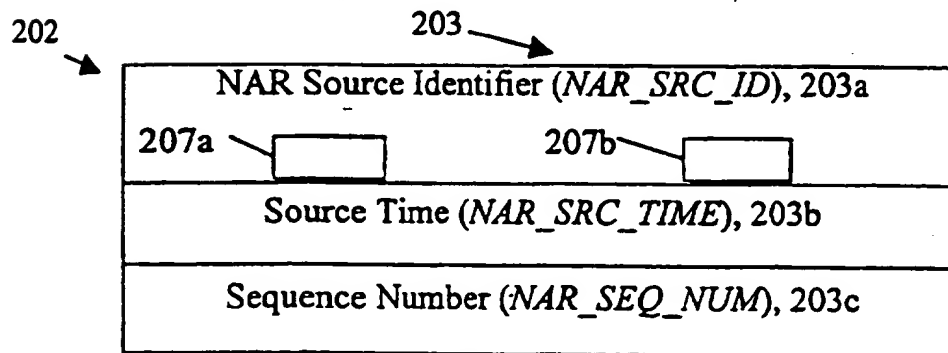 202
203
NAR Source Identifier (NAR_SRC_ID), 203a
207a
207b
Source Time (NAR_SRC_TIME), 203b
Sequence Number (NAR_SEQ_NUM), 203c